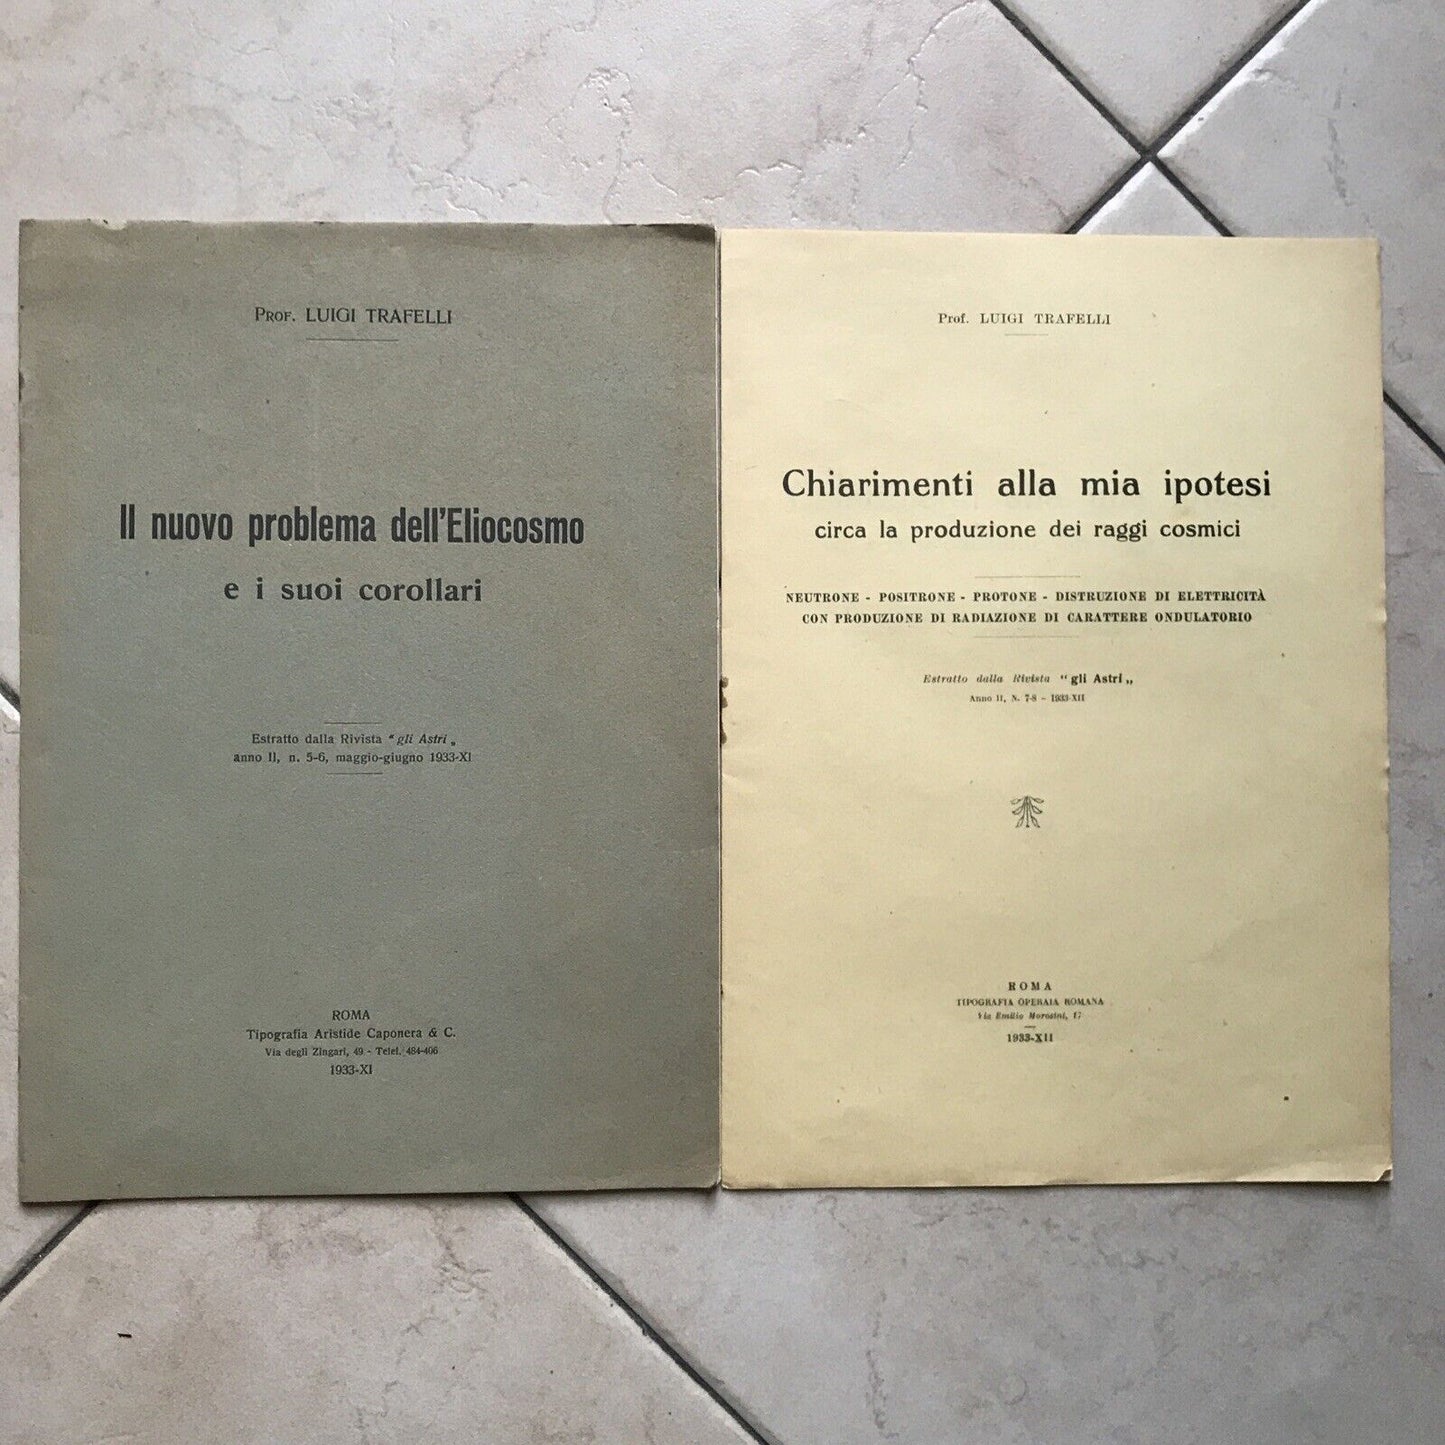 Prof. LUIGI TRAFELLI
Il nuovo problema dell'Eliocosmo
e i suoi corollari
Estratto dalla Rivista “ gli Astri „
anno II, n. 5-6, maggio-giugno 1933-XI
ROMA
Tipografia Aristide Caponera & C.
Via degli Zingari, 49 - Telef. 484-406
1933-XI
Prof. LUIGI TRAFELLI
Chiarimenti alla mia ipotesi
circa la produzione dei raggi cosmici
NEUTRONE - POSITRONE - PROTONE - DISTRUZIONE DI ELETTRICITÀ
CON PRODUZIONE DI RADIAZIONE DI CARATTERE ONDULATORIO
Estratto dalla Rivista “ gli Astri „
Anno II, N. 7-8 - 1933-XII
ROMA
TIPOGRAFIA OPERAIA ROMANA
Via Emilio Morosini, 17
1933-XII